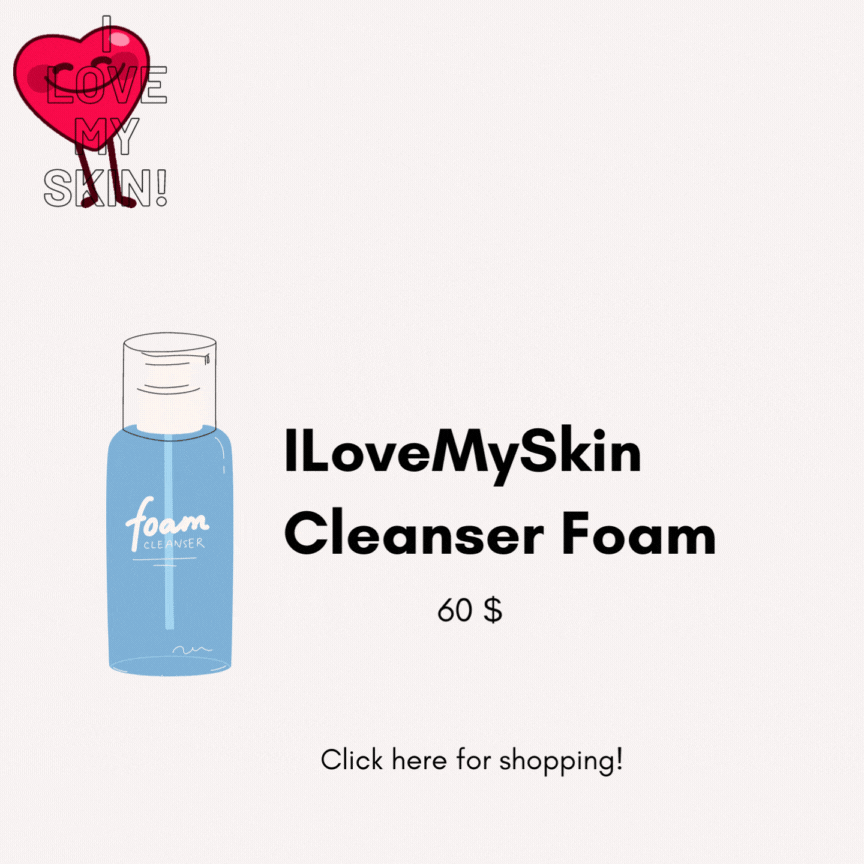 I
LOVE
MY
SKIN!
foam
CLEANSER
ILoveMySkin
Cleanser Foam
60 $
Click here for shopping!